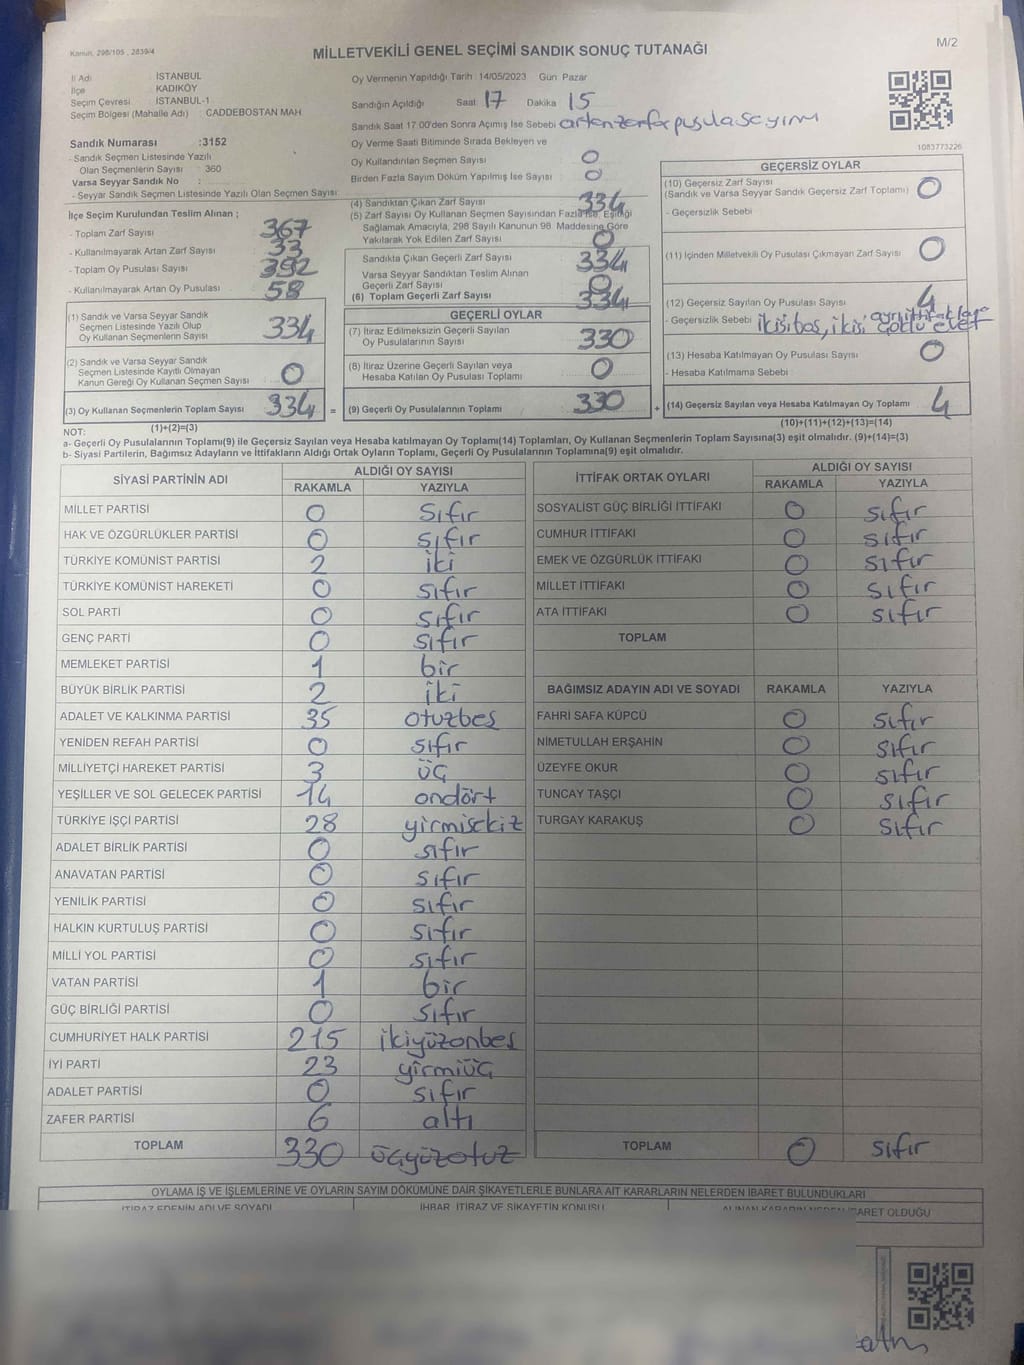 Kanun, 298/105 , 2839/4
MİLLETVEKİLİ GENEL SEÇİMİ SANDIK SONUÇ TUTANAĞI
M/2
İl Adı İSTANBUL
İlçe KADIKÖY
Seçim Çevresi İSTANBUL-1
Seçim Bölgesi (Mahalle Adı) CADDEBOSTAN MAH
Sandık Numarası :3152
- Sandık Seçmen Listesinde Yazılı
Olan Seçmenlerin Sayısı : 360
Varsa Seyyar Sandık No :
- Seyyar Sandık Seçmen Listesinde Yazılı Olan Seçmen Sayısı:
Oy Vermenin Yapıldığı Tarih : 14/05/2023 Gün: Pazar
Sandığın Açıldığı Saat 17 Dakika 15
Sandık Saat 17.00'den Sonra Açımış İse Sebebi artan zarfar pusula sayımı
Oy Verme Saati Bitiminde Sırada Bekleyen ve
Oy Kullandırılan Seçmen Sayısı 0
Birden Fazla Sayım Döküm Yapılmış İse Sayısı 0
1083773226
İlçe Seçim Kurulundan Teslim Alınan ;
- Toplam Zarf Sayısı 367
- Kullanılmayarak Artan Zarf Sayısı 33
- Toplam Oy Pusulası Sayısı 392
- Kullanılmayarak Artan Oy Pusulası 58
(1) Sandık ve Varsa Seyyar Sandık
Seçmen Listesinde Yazılı Olup
Oy Kullanan Seçmenlerin Sayısı 334
(2) Sandık ve Varsa Seyyar Sandık
Seçmen Listesinde Kayıtlı Olmayan
Kanun Gereği Oy Kullanan Seçmen Sayısı 0
(3) Oy Kullanan Seçmenlerin Toplam Sayısı 334 =
(1)+(2)=(3)
(4) Sandıktan Çıkan Zarf Sayısı 334
(5) Zarf Sayısı Oy Kullanan Seçmen Sayısından Fazla İse, Eşitliği
Sağlamak Amacıyla, 298 Sayılı Kanunun 98. Maddesine Göre
Yakılarak Yok Edilen Zarf Sayısı 0
Sandıkta Çıkan Geçerli Zarf Sayısı 334
Varsa Seyyar Sandıktan Teslim Alınan
Geçerli Zarf Sayısı 0
(6) Toplam Geçerli Zarf Sayısı 334
GEÇERLİ OYLAR
(7) İtiraz Edilmeksizin Geçerli Sayılan
Oy Pusulalarının Sayısı 330
(8) İtiraz Üzerine Geçerli Sayılan veya
Hesaba Katılan Oy Pusulası Toplamı 0
(9) Geçerli Oy Pusulalarının Toplamı 330 +
GEÇERSİZ OYLAR
(10) Geçersiz Zarf Sayısı
(Sandık ve Varsa Seyyar Sandık Geçersiz Zarf Toplamı) 0
- Geçersizlik Sebebi
(11) İçinden Milletvekili Oy Pusulası Çıkmayan Zarf Sayısı 0
(12) Geçersiz Sayılan Oy Pusulası Sayısı 4
- Geçersizlik Sebebi ikisi boş, ikisi ayrı ittifaklara çoklu evet
(13) Hesaba Katılmayan Oy Pusulası Sayısı 0
- Hesaba Katılmama Sebebi
(14) Geçersiz Sayılan veya Hesaba Katılmayan Oy Toplamı 4
(10)+(11)+(12)+(13)=(14)
NOT:
a- Geçerli Oy Pusulalarının Toplamı(9) ile Geçersiz Sayılan veya Hesaba katılmayan Oy Toplamı(14) Toplamları, Oy Kullanan Seçmenlerin Toplam Sayısına(3) eşit olmalıdır. (9)+(14)=(3)
b- Siyasi Partilerin, Bağımsız Adayların ve İttifakların Aldığı Ortak Oyların Toplamı, Geçerli Oy Pusulalarının Toplamına(9) eşit olmalıdır.
SİYASİ PARTİNİN ADI ALDIĞI OY SAYISI
RAKAMLA YAZIYLA
MİLLET PARTİSİ 0 sıfır
HAK VE ÖZGÜRLÜKLER PARTİSİ 0 sıfır
TÜRKİYE KOMÜNİST PARTİSİ 2 iki
TÜRKİYE KOMÜNİST HAREKETİ 0 sıfır
SOL PARTİ 0 sıfır
GENÇ PARTİ 0 sıfır
MEMLEKET PARTİSİ 1 bir
BÜYÜK BİRLİK PARTİSİ 2 iki
ADALET VE KALKINMA PARTİSİ 35 otuzbeş
YENİDEN REFAH PARTİSİ 0 sıfır
MİLLİYETÇİ HAREKET PARTİSİ 3 üç
YEŞİLLER VE SOL GELECEK PARTİSİ 14 ondört
TÜRKİYE İŞÇİ PARTİSİ 28 yirmisekiz
ADALET BİRLİK PARTİSİ 0 sıfır
ANAVATAN PARTİSİ 0 sıfır
YENİLİK PARTİSİ 0 sıfır
HALKIN KURTULUŞ PARTİSİ 0 sıfır
MİLLİ YOL PARTİSİ 0 sıfır
VATAN PARTİSİ 1 bir
GÜÇ BİRLİĞİ PARTİSİ 0 sıfır
CUMHURİYET HALK PARTİSİ 215 ikiyüzonbeş
İYİ PARTİ 23 yirmiüç
ADALET PARTİSİ 0 sıfır
ZAFER PARTİSİ 6 altı
TOPLAM 330 üçyüzotuz
İTTİFAK ORTAK OYLARI ALDIĞI OY SAYISI
RAKAMLA YAZIYLA
SOSYALİST GÜÇ BİRLİĞİ İTTİFAKI 0 sıfır
CUMHUR İTTİFAKI 0 sıfır
EMEK VE ÖZGÜRLÜK İTTİFAKI 0 sıfır
MİLLET İTTİFAKI 0 sıfır
ATA İTTİFAKI 0 sıfır
TOPLAM
BAĞIMSIZ ADAYIN ADI VE SOYADI RAKAMLA YAZIYLA
FAHRİ SAFA KÜPCÜ 0 sıfır
NİMETULLAH ERŞAHİN 0 sıfır
ÜZEYFE OKUR 0 sıfır
TUNCAY TAŞÇI 0 sıfır
TURGAY KARAKUŞ 0 sıfır
TOPLAM 0 sıfır
OYLAMA İŞ VE İŞLEMLERİNE VE OYLARIN SAYIM DÖKÜMÜNE DAİR ŞİKAYETLERLE BUNLARA AİT KARARLARIN NELERDEN İBARET BULUNDUKLARI
İTİRAZ EDENİN ADI VE SOYADI İHBAR, İTİRAZ VE ŞİKAYETİN KONUSU ALINAN KARARIN NEDEN İBARET OLDUĞU